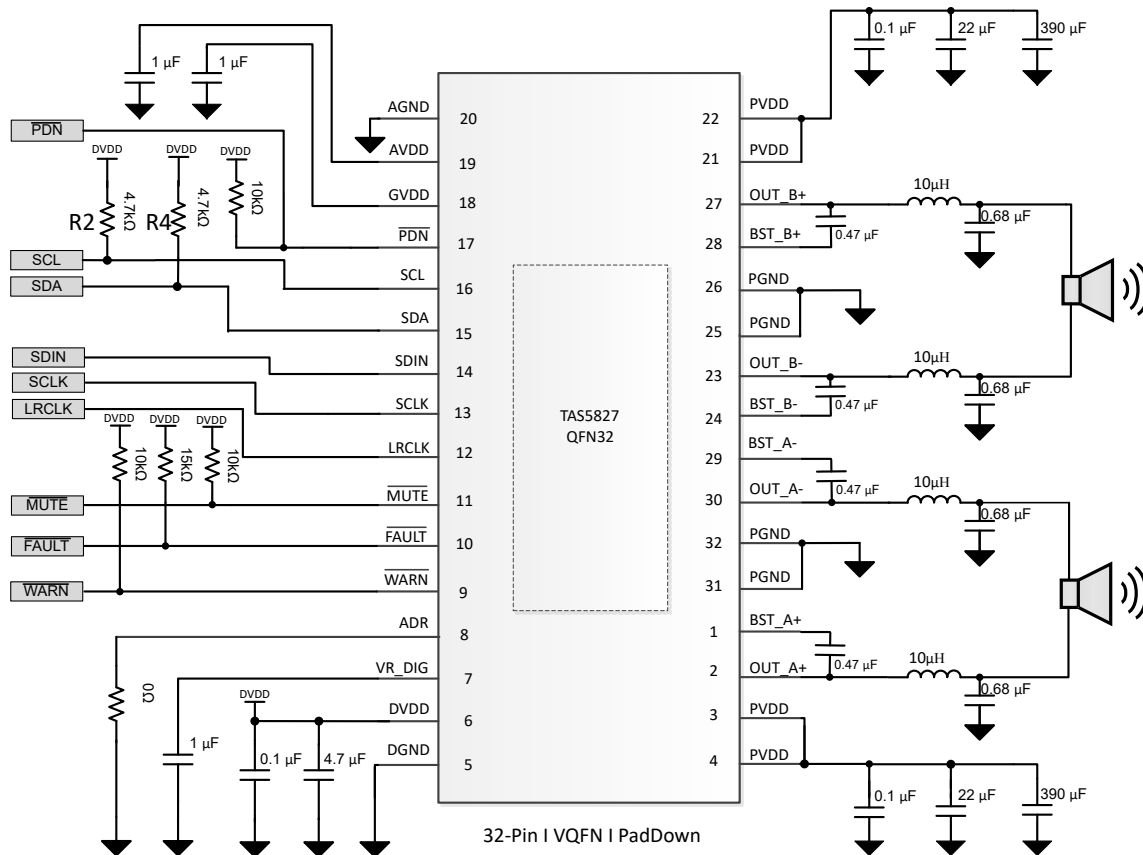 0.1 µF
22 µF
390 µF
1 µF
1 µF
PDN
DVDD
DVDD
DVDD
4.7kΩ
4.7kΩ
10kΩ
R2
R4
SCL
SDA
SDIN
SCLK
LRCLK
DVDD
DVDD
DVDD
10kΩ
15kΩ
10kΩ
MUTE
FAULT
WARN
0Ω
1 µF
DVDD
0.1 µF
4.7 µF
AGND
20
AVDD
19
GVDD
18
PDN
17
SCL
16
SDA
15
SDIN
14
SCLK
13
LRCLK
12
MUTE
11
FAULT
10
WARN
9
ADR
8
VR_DIG
7
DVDD
6
DGND
5
TAS5827
QFN32
22
PVDD
21
PVDD
27
OUT_B+
28
BST_B+
26
PGND
25
PGND
23
OUT_B-
24
BST_B-
29
BST_A-
30
OUT_A-
32
PGND
31
PGND
1
BST_A+
2
OUT_A+
3
PVDD
4
PVDD
10µH
0.68 µF
0.47 µF
10µH
0.68 µF
0.47 µF
0.47 µF
10µH
0.68 µF
0.47 µF
10µH
0.68 µF
0.1 µF
22 µF
390 µF
32-Pin I VQFN I PadDown